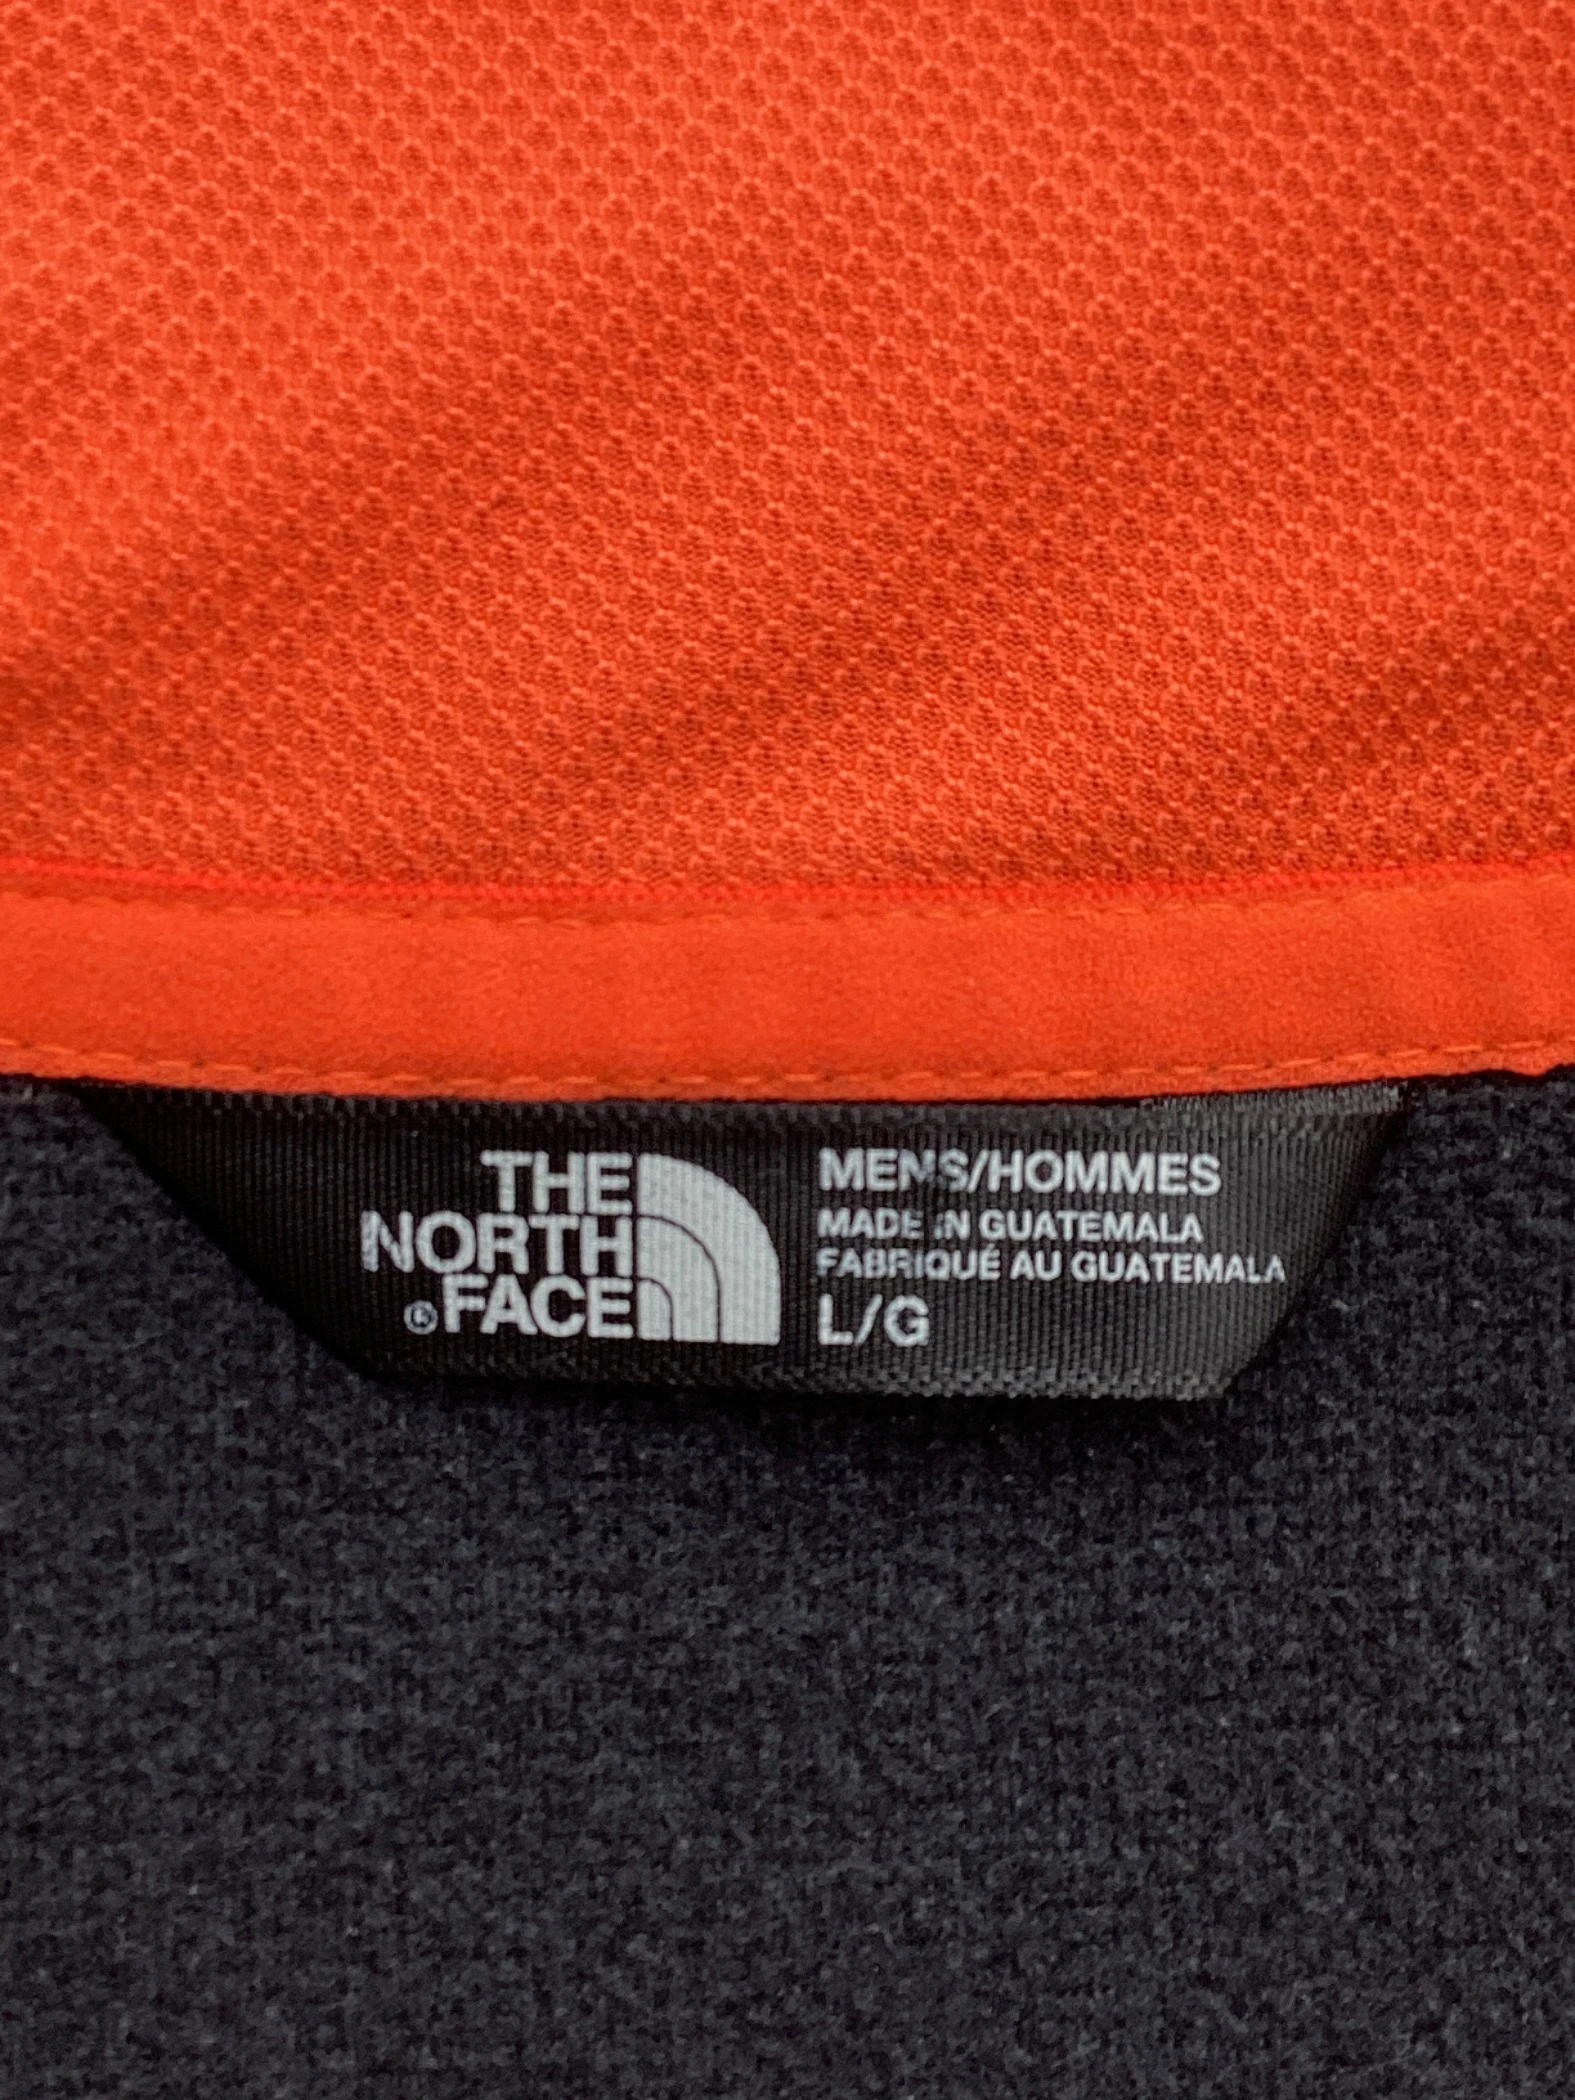 THE
NORTH
FACE
MENS/HOMMES
MADE IN GUATEMALA
FABRIQUÉ AU GUATEMALA
L/G